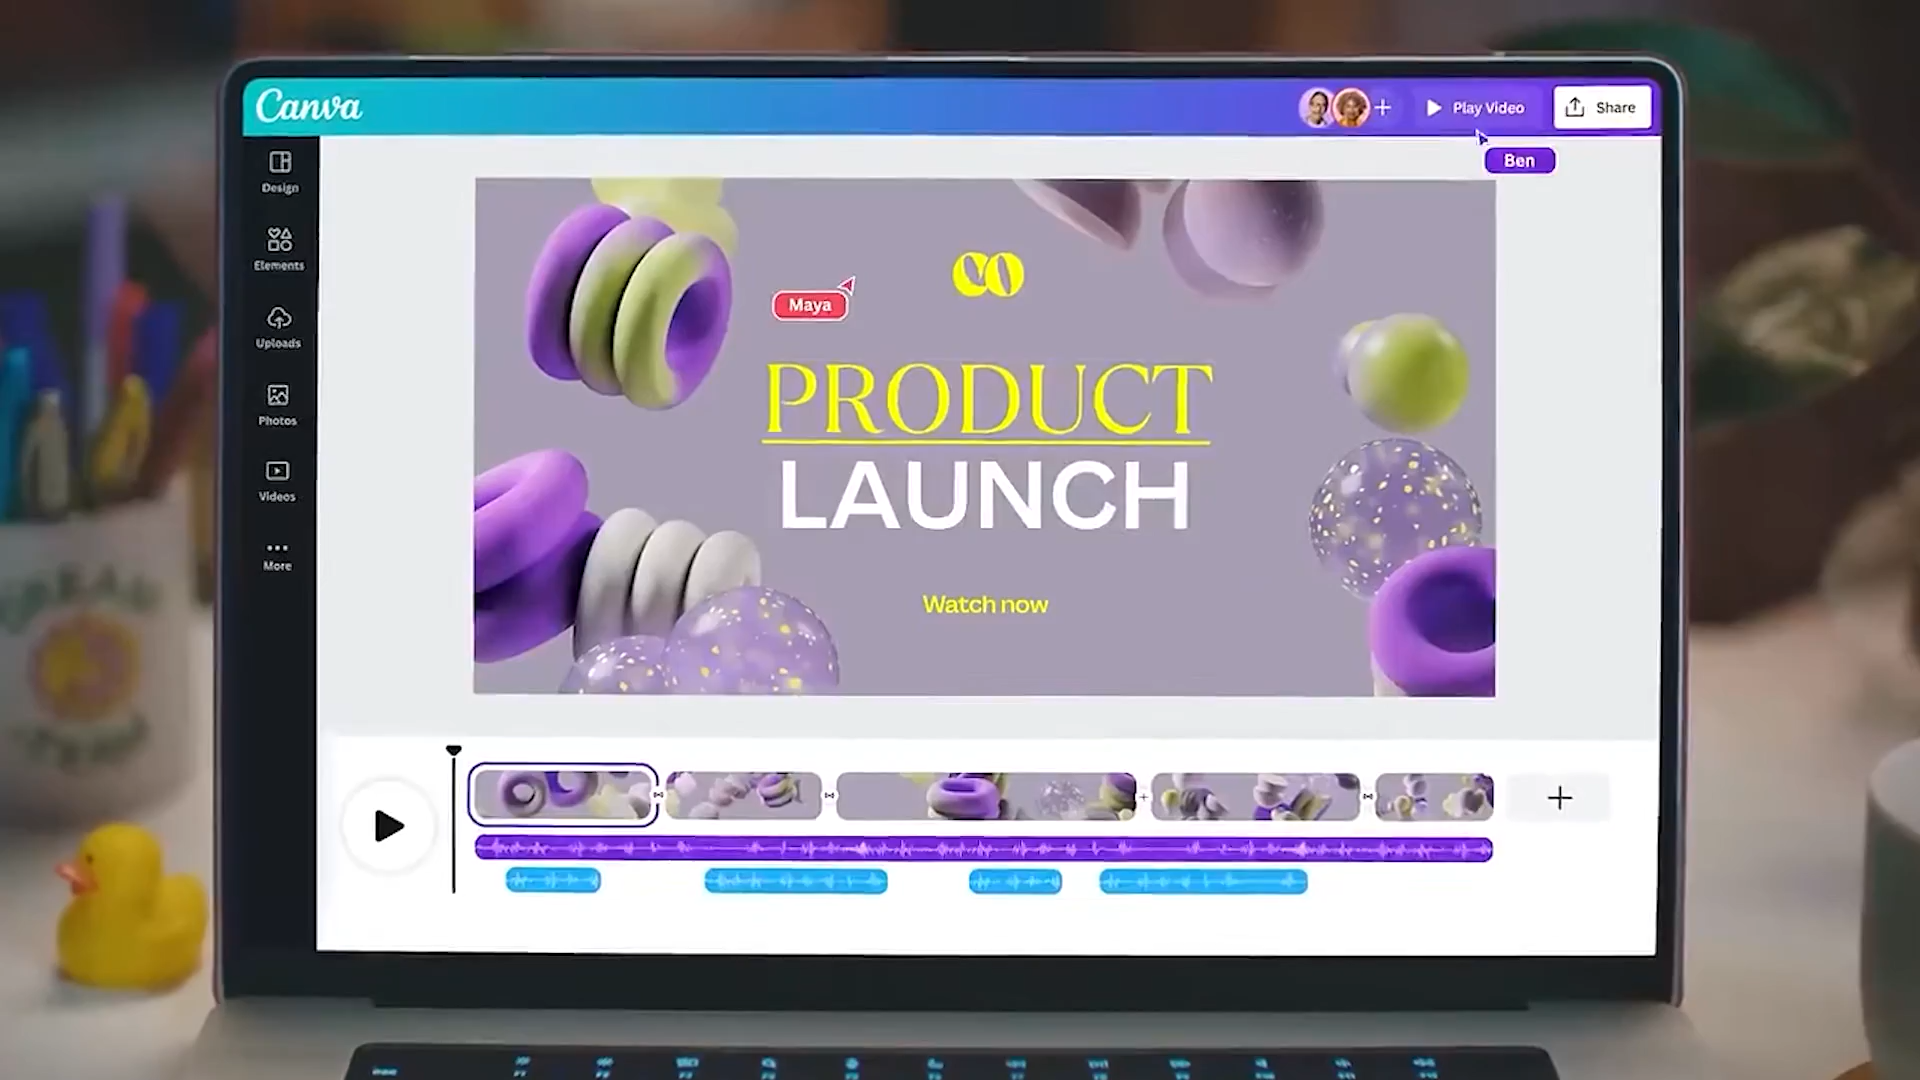 Canva
Play Video
Share
Ben
Design
Elements
Uploads
Photos
Videos
More
Maya
PRODUCT
LAUNCH
Watch now